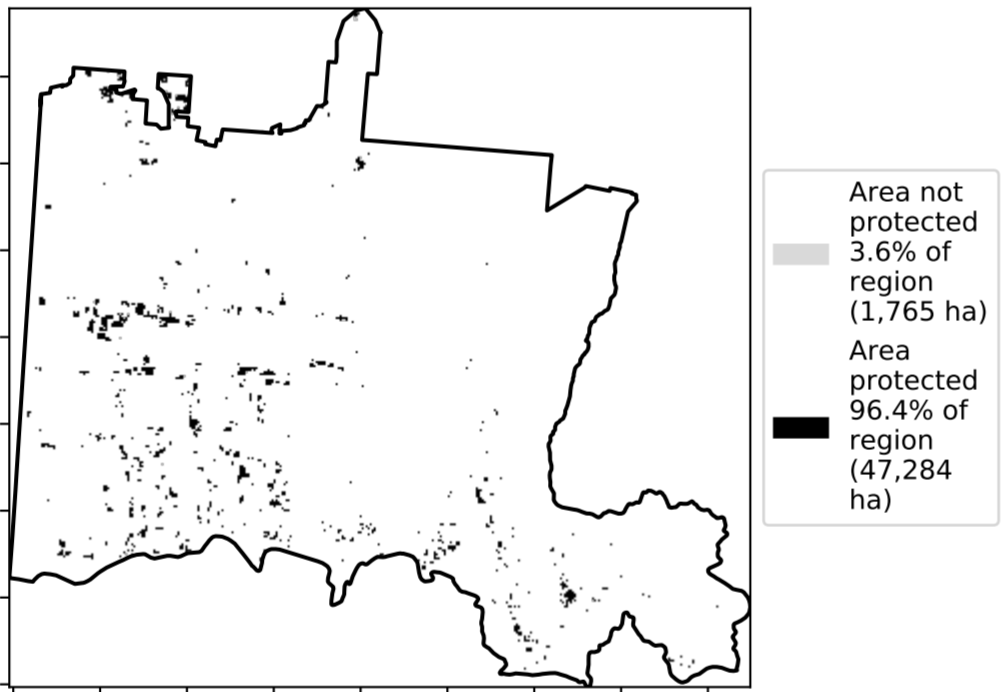 Area not
protected
3.6% of
region
(1,765 ha)
Area
protected
96.4% of
region
(47,284
ha)